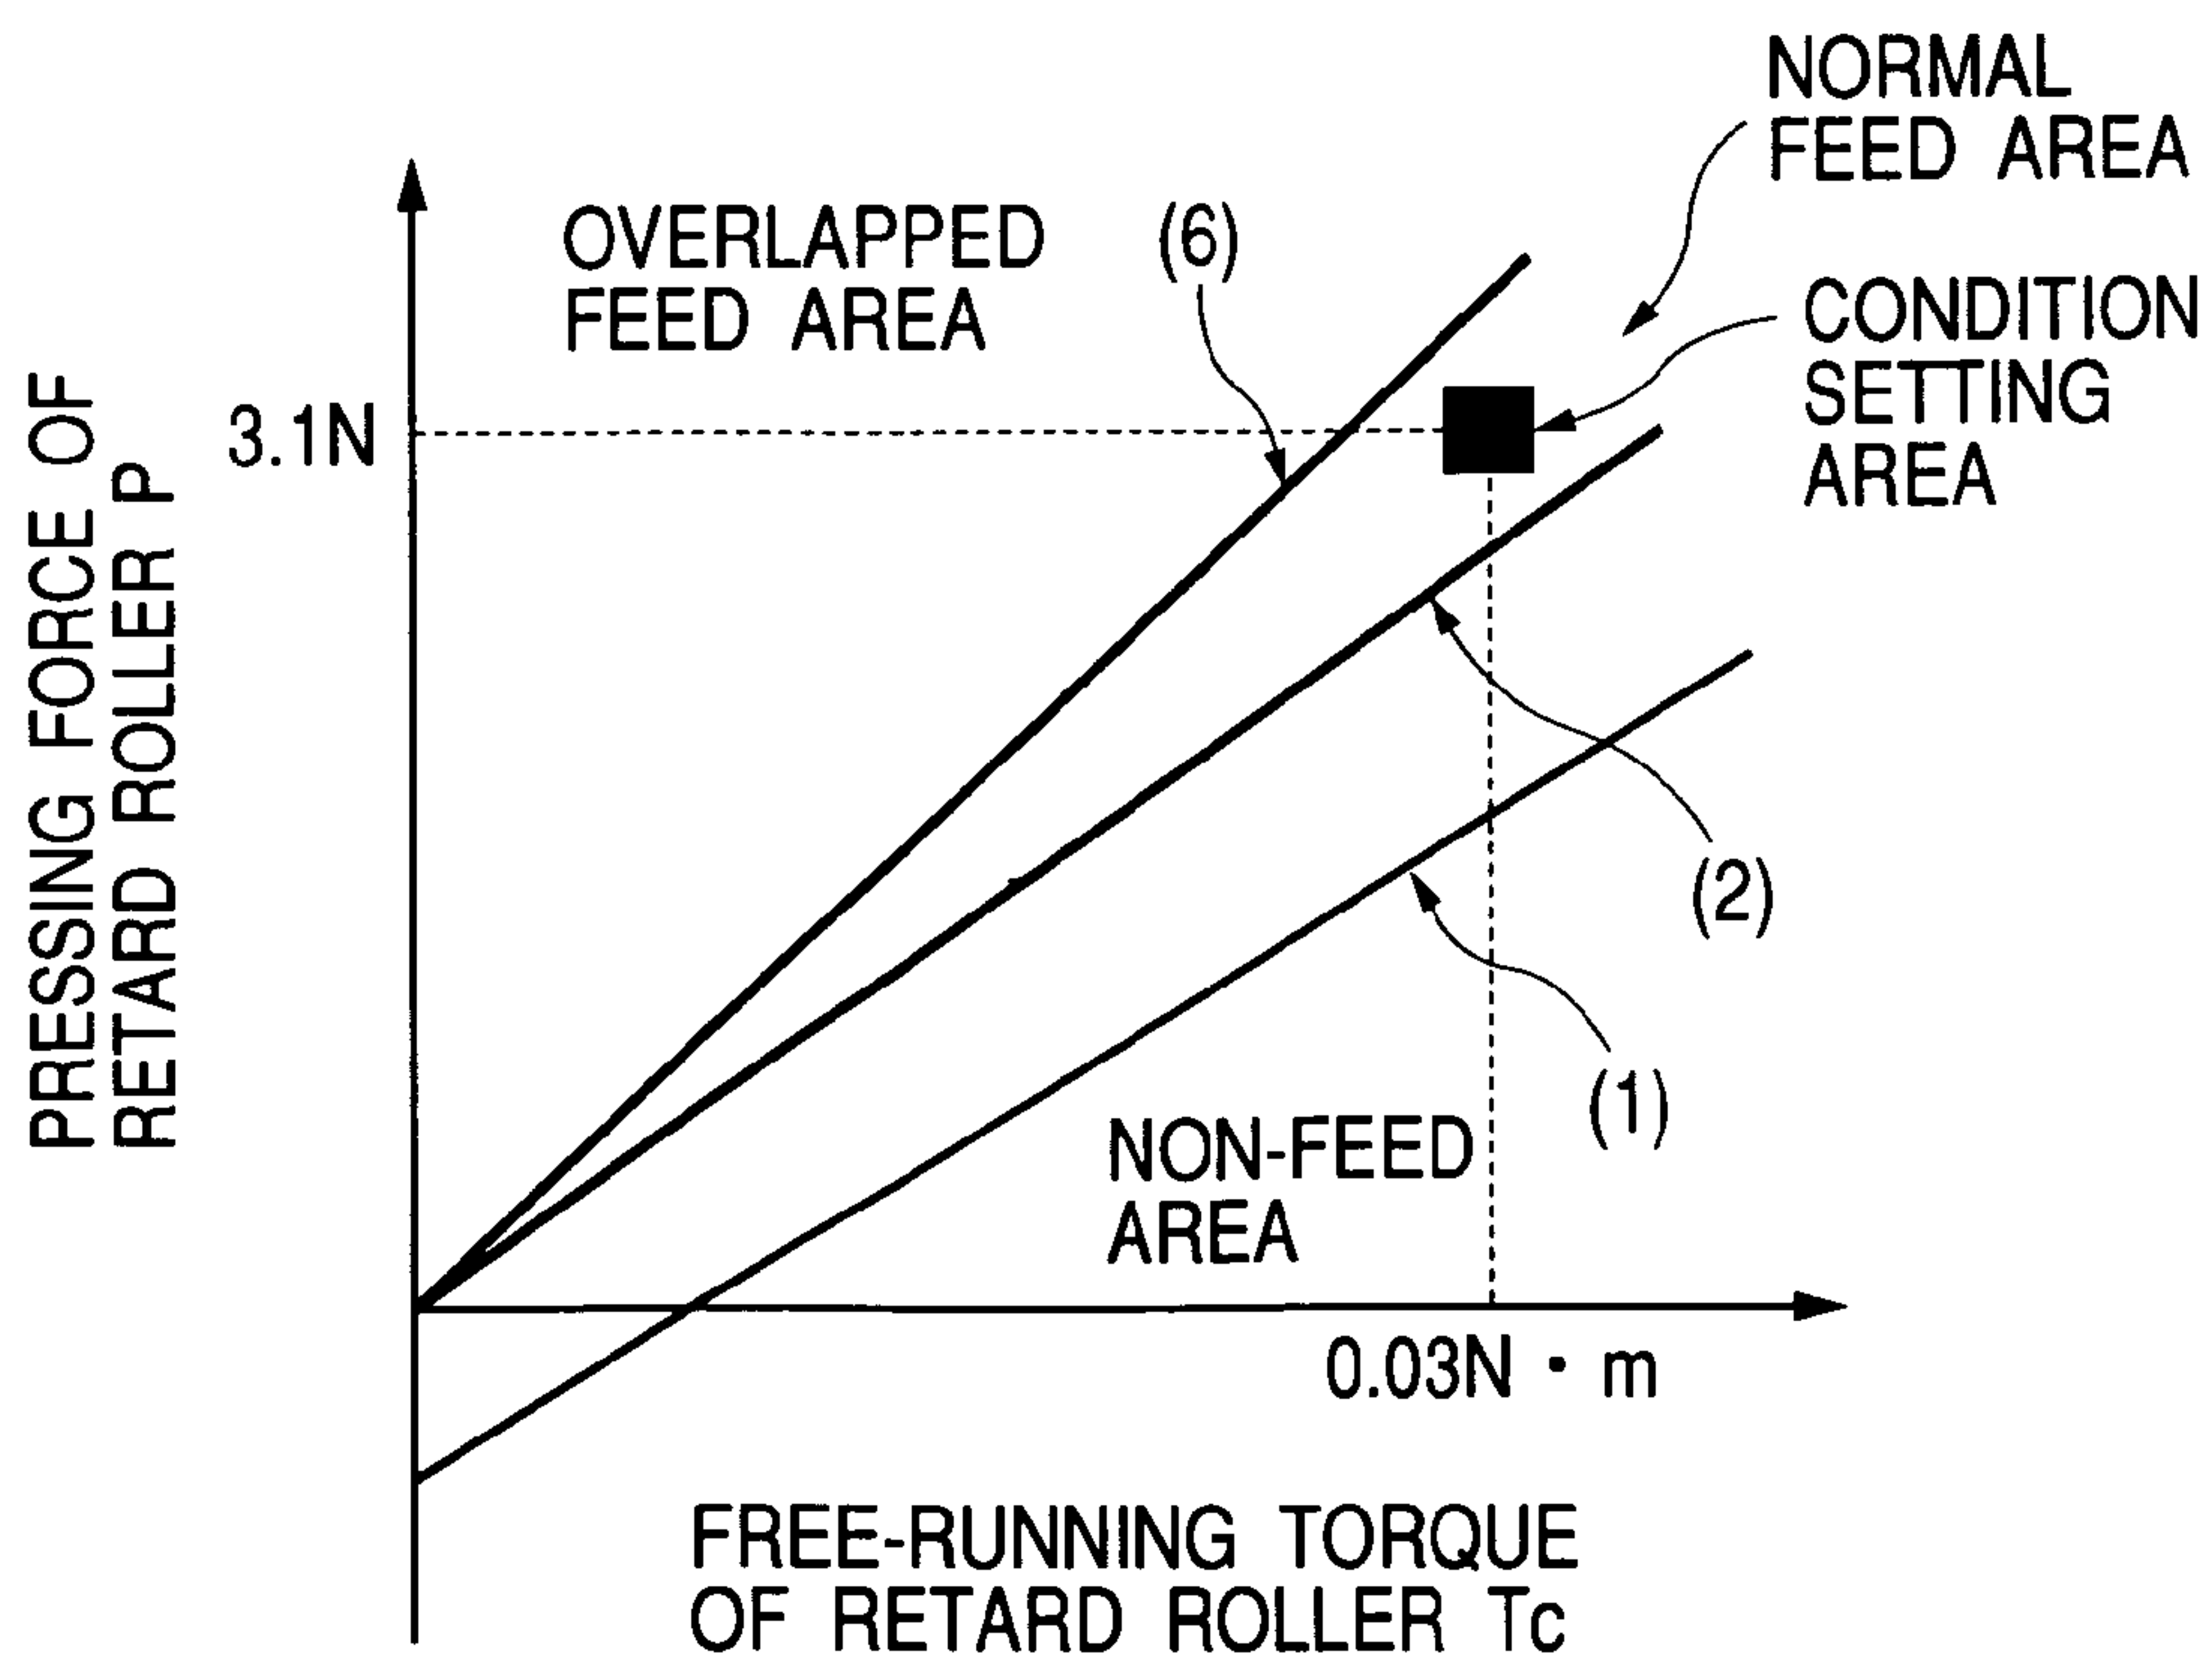 NORMAL
FEED AREA
OVERLAPPED
FEED AREA
(6)
CONDITION
SETTING
AREA
3.1N
PRESSING FORCE OF
RETARD ROLLER P
(2)
(1)
NON-FEED
AREA
0.03N・m
FREE-RUNNING TORQUE
OF RETARD ROLLER Tc